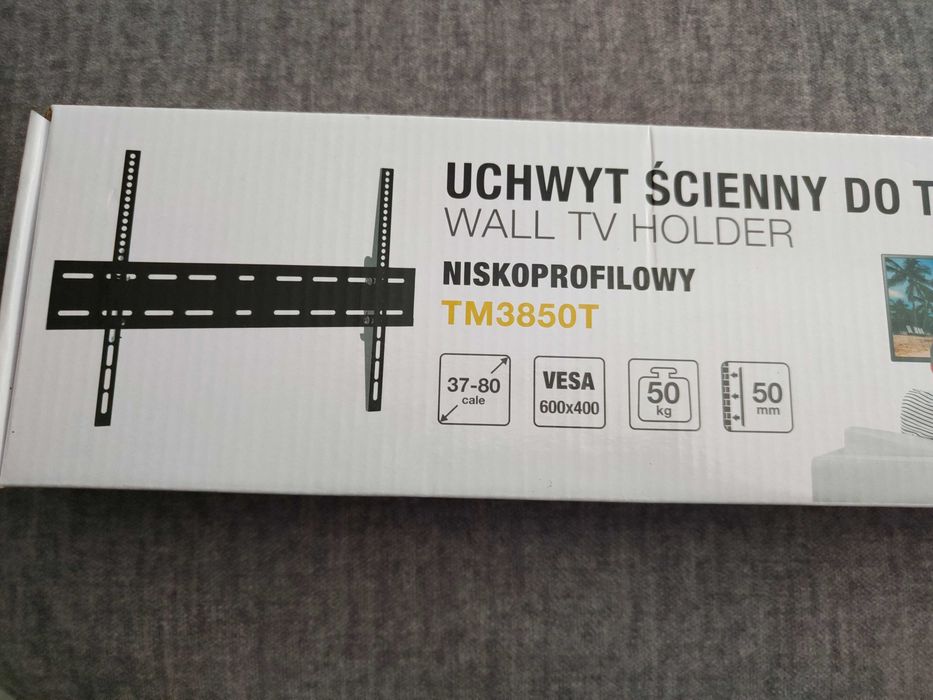 UCHWYT ŚCIENNY DO
WALL TV HOLDER
NISKOPROFILOWY
TM3850T
37-80
cale
VESA
600x400
50
kg
50
mm